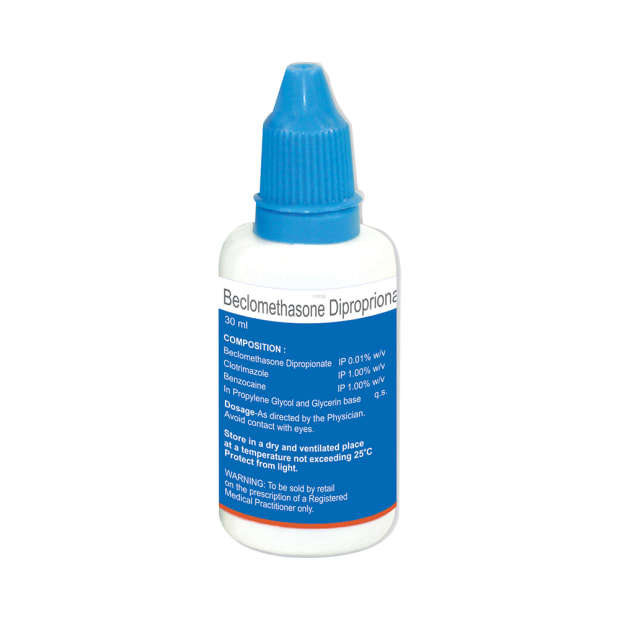 Beclomethasone Dipropriona
30 ml
COMPOSITION :
Beclomethasone Dipropionate IP 0.01% w/v
Clotrimazole IP 1.00% w/v
Benzocaine IP 1.00% w/v
In Propylene Glycol and Glycerin base q.s.
Dosage-As directed by the Physician.
Avoid contact with eyes.
Store in a dry and ventilated place
at a temperature not exceeding 25°C
Protect from light.
WARNING: To be sold by retail
on the prescription of a Registered
Medical Practitioner only.